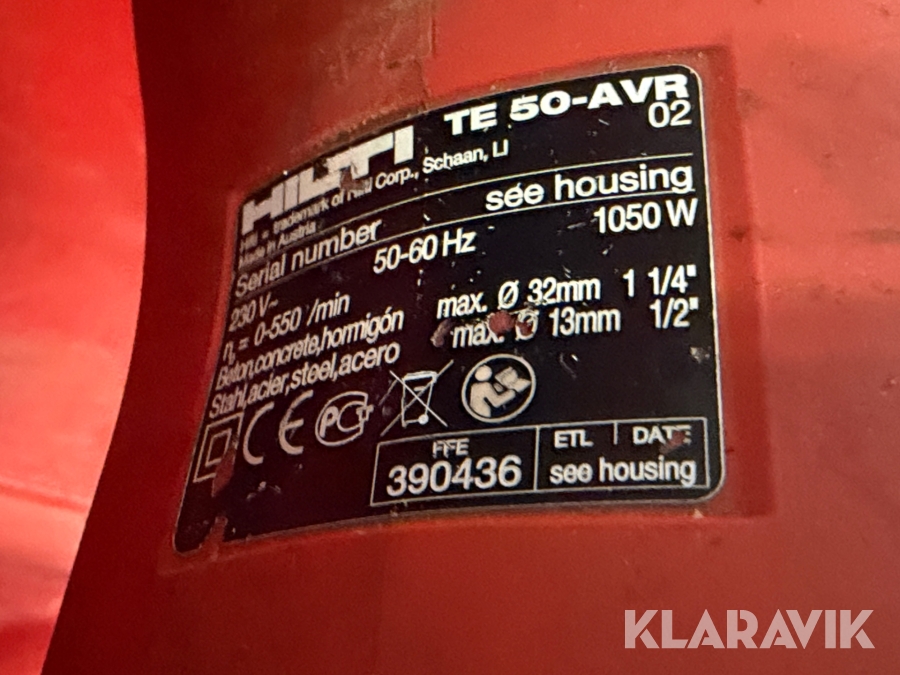 HILTI TE 50-AVR
02
Hilti = trademark of Hilti Corp., Schaan, LI
Made in Austria
Serial number see housing
230 V~ 50-60 Hz 1050 W
n₀ = 0-550 /min
Beton,concrete,hormigón max. Ø 32mm 1 1/4"
Stahl,acier,steel,acero max. Ø 13mm 1/2"
CE PCT
FFE ETL DATE
390436 see housing
KLARAVIK